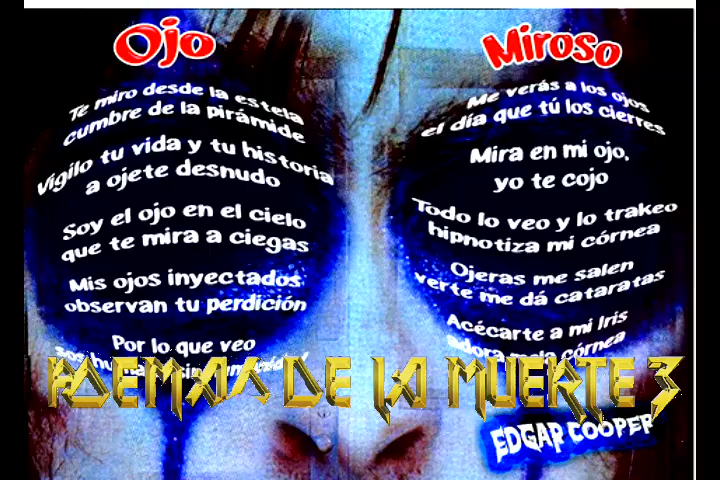 Ojo
Te miro desde la estela
cumbre de la pirámide
Vigilo tu vida y tu historia
a ojete desnudo
Soy el ojo en el cielo
que te mira a ciegas
Mis ojos inyectados
observan tu perdición
Por lo que veo
Miroso
Me verás a los ojos
el día que tú los cierres
Mira en mi ojo,
yo te cojo
Todo lo veo y lo trakeo
hipnotiza mi córnea
Ojeras me salen
verte me dá cataratas
Acécarte a mi Iris
adora córnea
POEMAS DE LA MUERTE 3
EDGAR COOPER